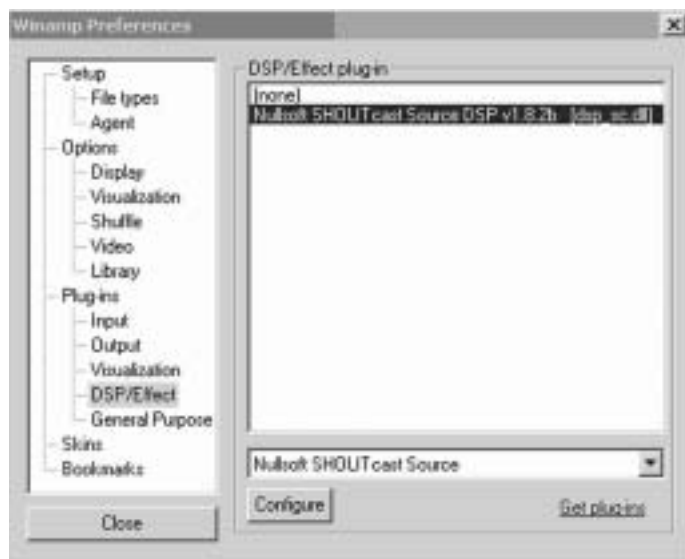 Winamp Preferences
Setup
File types
Agent
Options
Display
Visualization
Shuffle
Video
Library
Plug-ins
Input
Output
Visualization
DSP/Effect
General Purpose
Skins
Bookmarks
Close
DSP/Effect plug-in
(none)
Nullsoft SHOUTcast Source DSP v1.8.2b [dsp_sc.dll]
Nullsoft SHOUTcast Source
Configure
Get plug-ins